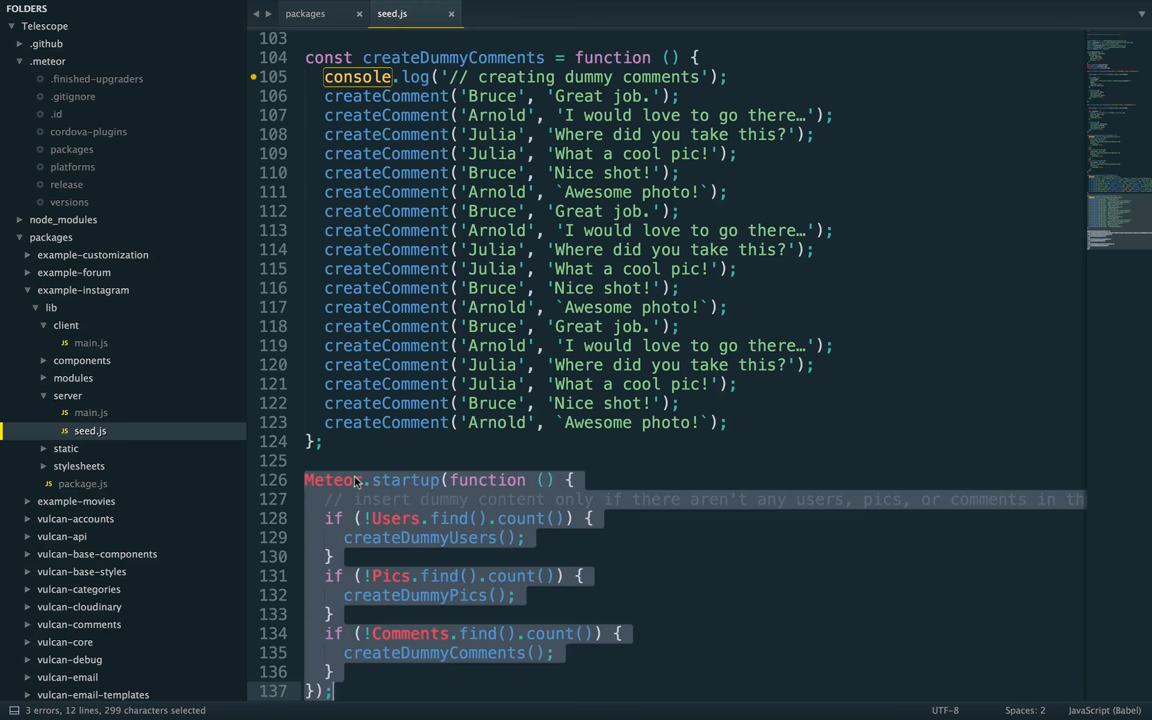 FOLDERS
Telescope
.github
.meteor
.finished-upgraders
.gitignore
.id
cordova-plugins
packages
platforms
release
versions
node_modules
packages
example-customization
example-forum
example-instagram
lib
client
JS main.js
components
modules
server
JS main.js
JS seed.js
static
stylesheets
JS package.js
example-movies
vulcan-accounts
vulcan-api
vulcan-base-components
vulcan-base-styles
vulcan-categories
vulcan-cloudinary
vulcan-comments
vulcan-core
vulcan-debug
vulcan-email
vulcan-email-templates
packages × seed.js ×
103
104 const createDummyComments = function () {
105 console.log('// creating dummy comments');
106 createComment('Bruce', 'Great job.');
107 createComment('Arnold', 'I would love to go there…');
108 createComment('Julia', 'Where did you take this?');
109 createComment('Julia', 'What a cool pic!');
110 createComment('Bruce', 'Nice shot!');
111 createComment('Arnold', `Awesome photo!`);
112 createComment('Bruce', 'Great job.');
113 createComment('Arnold', 'I would love to go there…');
114 createComment('Julia', 'Where did you take this?');
115 createComment('Julia', 'What a cool pic!');
116 createComment('Bruce', 'Nice shot!');
117 createComment('Arnold', `Awesome photo!`);
118 createComment('Bruce', 'Great job.');
119 createComment('Arnold', 'I would love to go there…');
120 createComment('Julia', 'Where did you take this?');
121 createComment('Julia', 'What a cool pic!');
122 createComment('Bruce', 'Nice shot!');
123 createComment('Arnold', `Awesome photo!`);
124 };
125
126 Meteor.startup(function () {
127 // insert dummy content only if there aren't any users, pics, or comments in th
128 if (!Users.find().count()) {
129 createDummyUsers();
130 }
131 if (!Pics.find().count()) {
132 createDummyPics();
133 }
134 if (!Comments.find().count()) {
135 createDummyComments();
136 }
137 });
3 errors, 12 lines, 299 characters selected UTF-8 Spaces: 2 JavaScript (Babel)